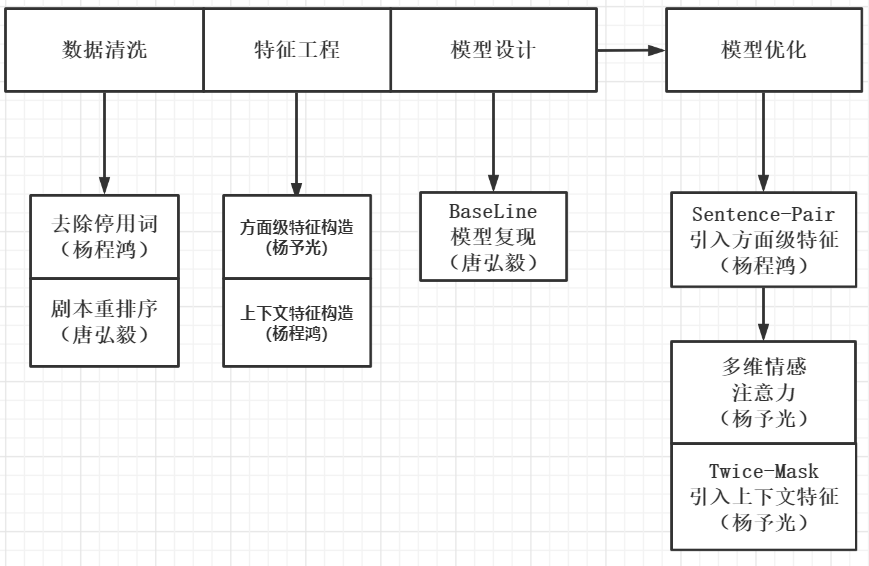 数据清洗
特征工程
模型设计
模型优化
去除停用词
（杨程鸿）
剧本重排序
（唐弘毅）
方面级特征构造
(杨予光)
上下文特征构造
(杨程鸿)
BaseLine
模型复现
（唐弘毅）
Sentence-Pair
引入方面级特征
（杨程鸿）
多维情感
注意力
（杨予光）
Twice-Mask
引入上下文特征
（杨予光）